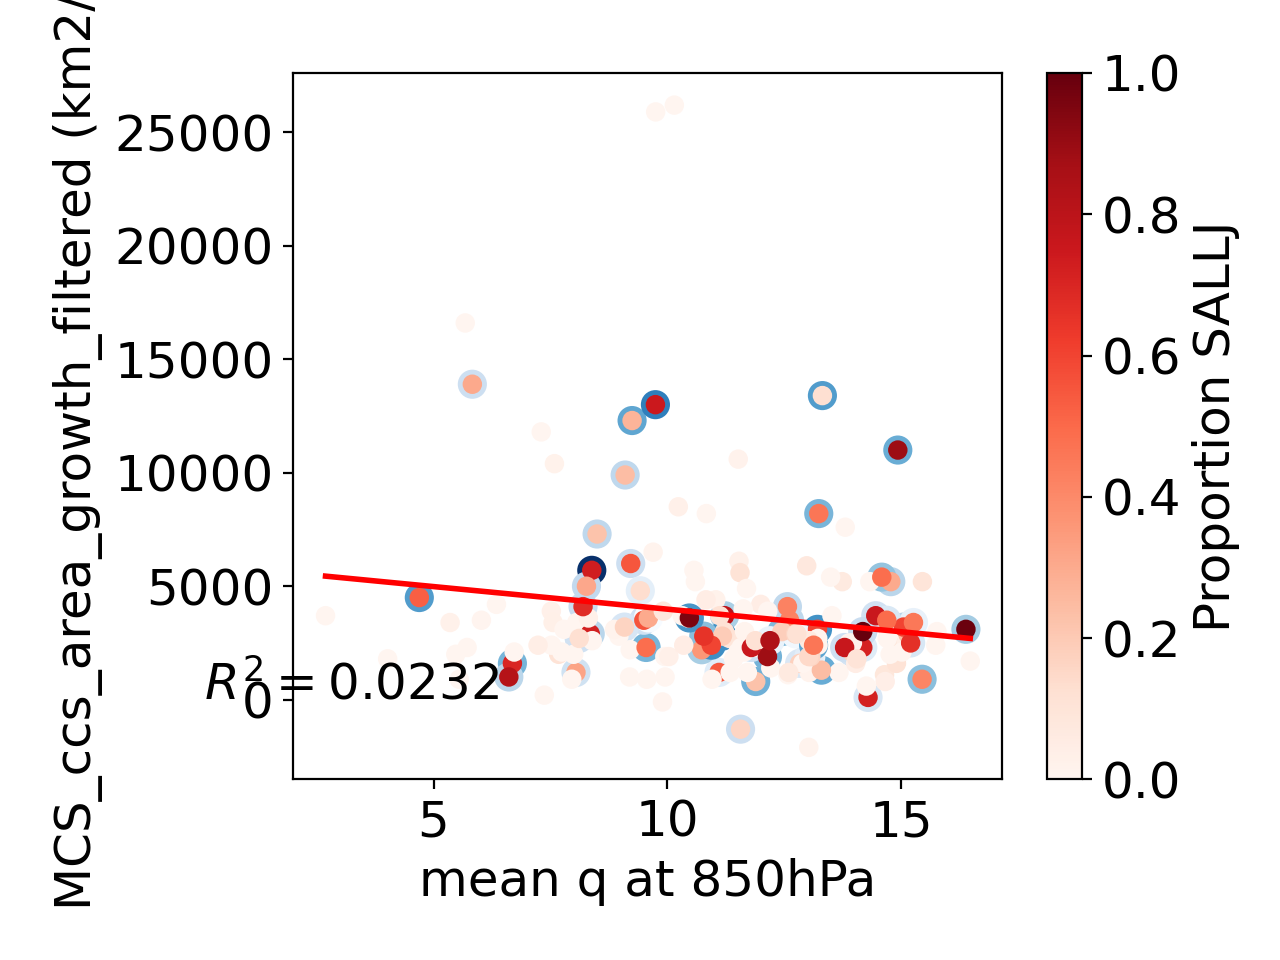 MCS_ccs_area_growth_filtered (km2/
25000
20000
15000
10000
5000
0
R² = 0.0232
5 10 15
mean q at 850hPa
1.0
0.8
0.6
0.4
0.2
0.0
Proportion SALLJ